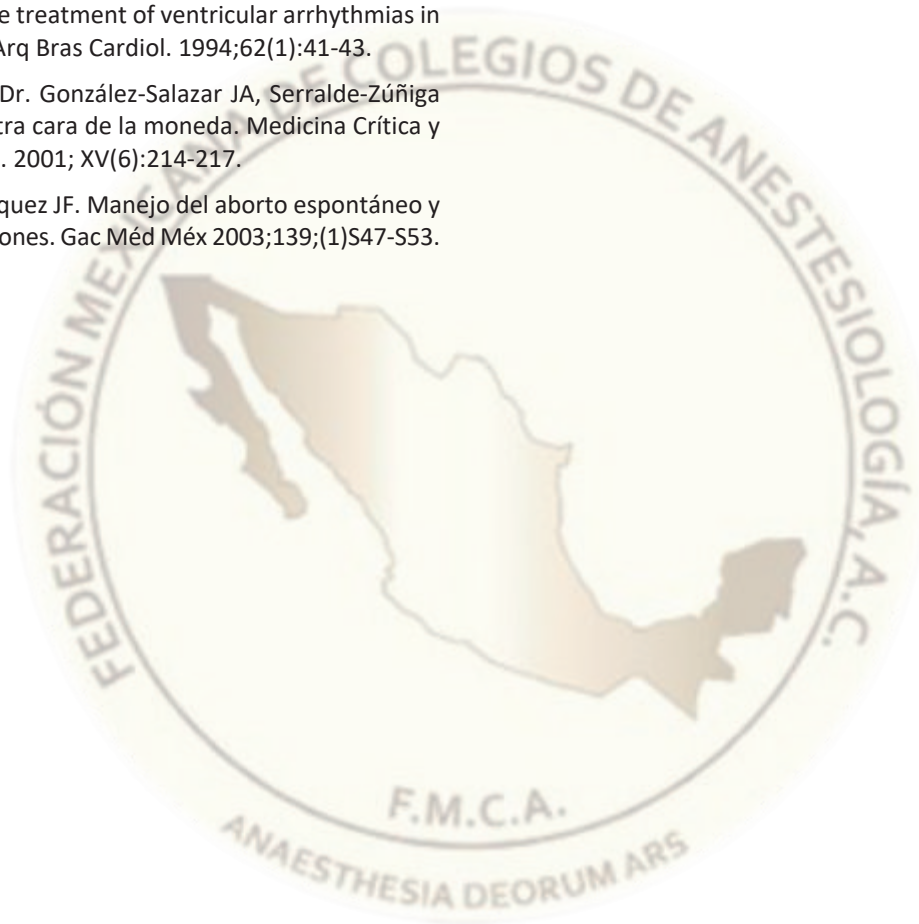 e treatment of ventricular arrhythmias in
Arq Bras Cardiol. 1994;62(1):41-43.
Dr. González-Salazar JA, Serralde-Zúñiga
tra cara de la moneda. Medicina Crítica y
. 2001; XV(6):214-217.
quez JF. Manejo del aborto espontáneo y
ones. Gac Méd Méx 2003;139;(1)S47-S53.
FEDERACIÓN MEXICANA DE COLEGIOS DE ANESTESIOLOGÍA, A.C.
F.M.C.A.
ANAESTHESIA DEORUM ARS